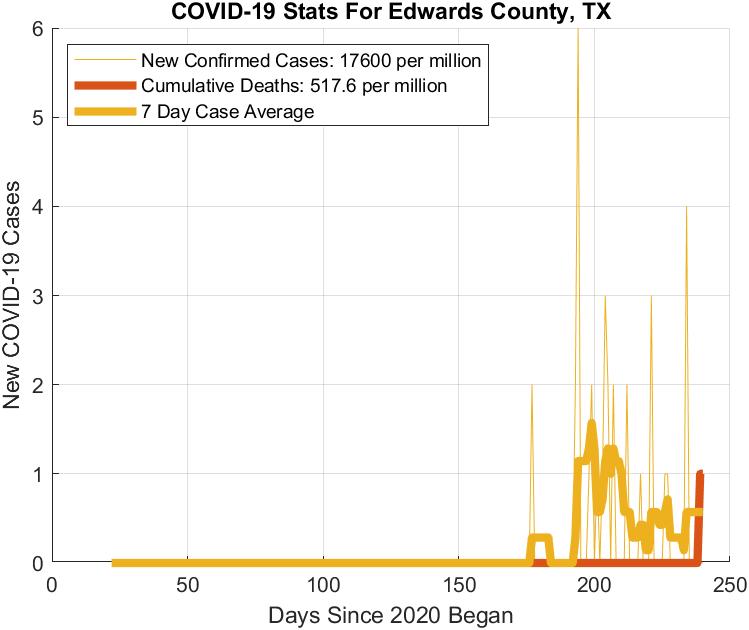 COVID-19 Stats For Edwards County, TX
New Confirmed Cases: 17600 per million
Cumulative Deaths: 517.6 per million
7 Day Case Average
New COVID-19 Cases
6
5
4
3
2
1
0
0 50 100 150 200 250
Days Since 2020 Began